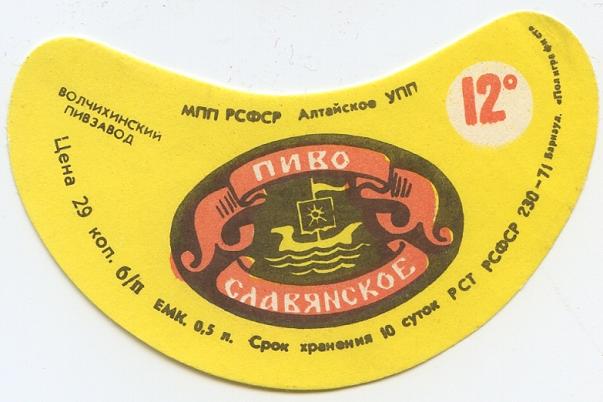 ВОЛЧИХИНСКИЙ
ПИВЗАВОД
МПП РСФСР Алтайское УПП
12°
ПИВО
СЛАВЯНСКОЕ
Цена 29 коп. б/п ЕМК. 0,5 л. Срок хранения 10 суток РСТ РСФСР 230-71 Барнаул. «Полиграфист»